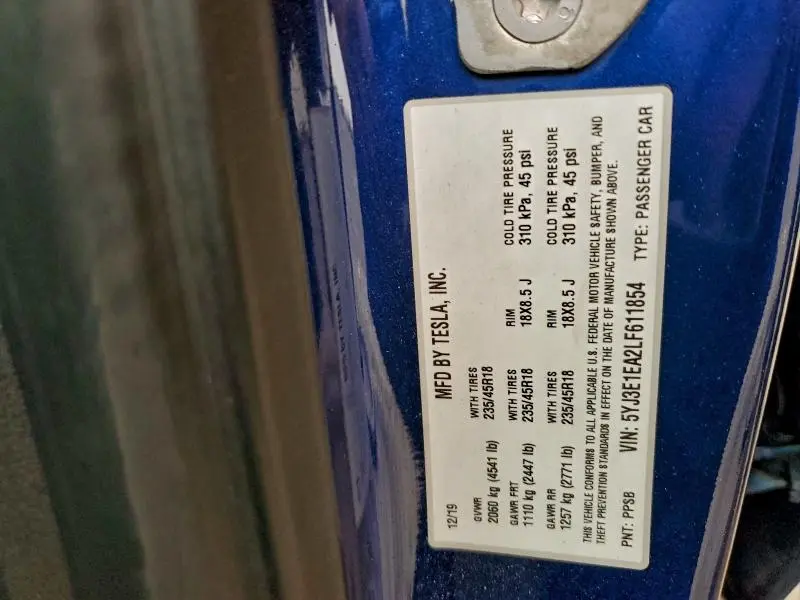 MFD BY TESLA, INC.
12/19
GVWR WITH TIRES
2060 kg (4541 lb) 235/45R18
GAWR FRT WITH TIRES RIM COLD TIRE PRESSURE
1110 kg (2447 lb) 235/45R18 18X8.5 J 310 kPa, 45 psi
GAWR RR WITH TIRES RIM COLD TIRE PRESSURE
1257 kg (2771 lb) 235/45R18 18X8.5 J 310 kPa, 45 psi
THIS VEHICLE CONFORMS TO ALL APPLICABLE U.S. FEDERAL MOTOR VEHICLE SAFETY, BUMPER, AND
THEFT PREVENTION STANDARDS IN EFFECT ON THE DATE OF MANUFACTURE SHOWN ABOVE.
PNT: PPSB VIN: 5YJ3E1EA2LF611854 TYPE: PASSENGER CAR